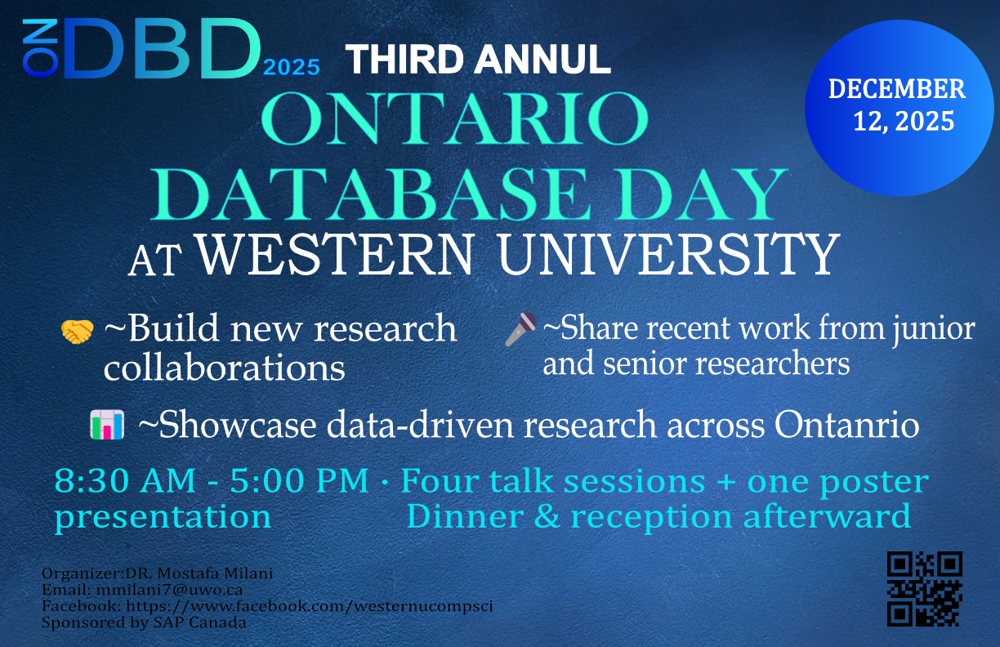 ON DBD 2025
THIRD ANNUL
DECEMBER
12, 2025
ONTARIO
DATABASE DAY
AT WESTERN UNIVERSITY
~Build new research
collaborations
~Share recent work from junior
and senior researchers
~Showcase data-driven research across Ontanrio
8:30 AM - 5:00 PM · Four talk sessions + one poster
presentation Dinner & reception afterward
Organizer:DR. Mostafa Milani
Email: mmilani7@uwo.ca
Facebook: https://www.facebook.com/westernucompsci
Sponsored by SAP Canada